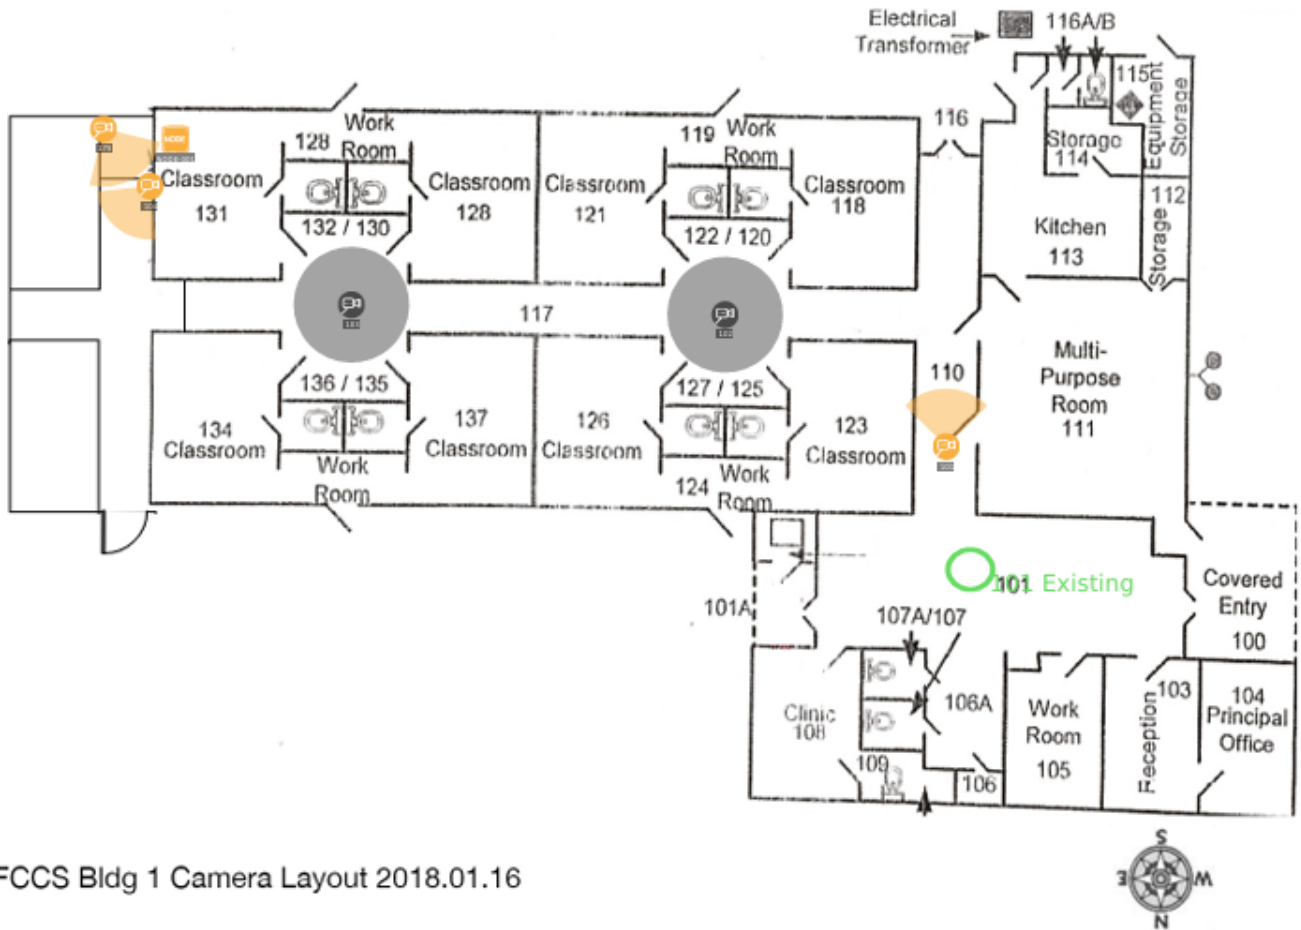 Electrical
Transformer
116A/B
115
Equipment
Storage
116
Storage
114
112
Storage
Kitchen
113
Work
Room
128
Classroom
131
Classroom
128
132 / 130
119
Work
Room
Classroom
121
Classroom
118
122 / 120
117
110
Multi-
Purpose
Room
111
136 / 135
134
Classroom
137
Classroom
Work
Room
127 / 125
126
Classroom
123
Classroom
124
Work
Room
101
101 Existing
101A
107A/107
Covered
Entry
100
Clinic
108
109
106A
106
Work
Room
105
Reception
103
104
Principal
Office
FCCS Bldg 1 Camera Layout 2018.01.16
S
E
W
N